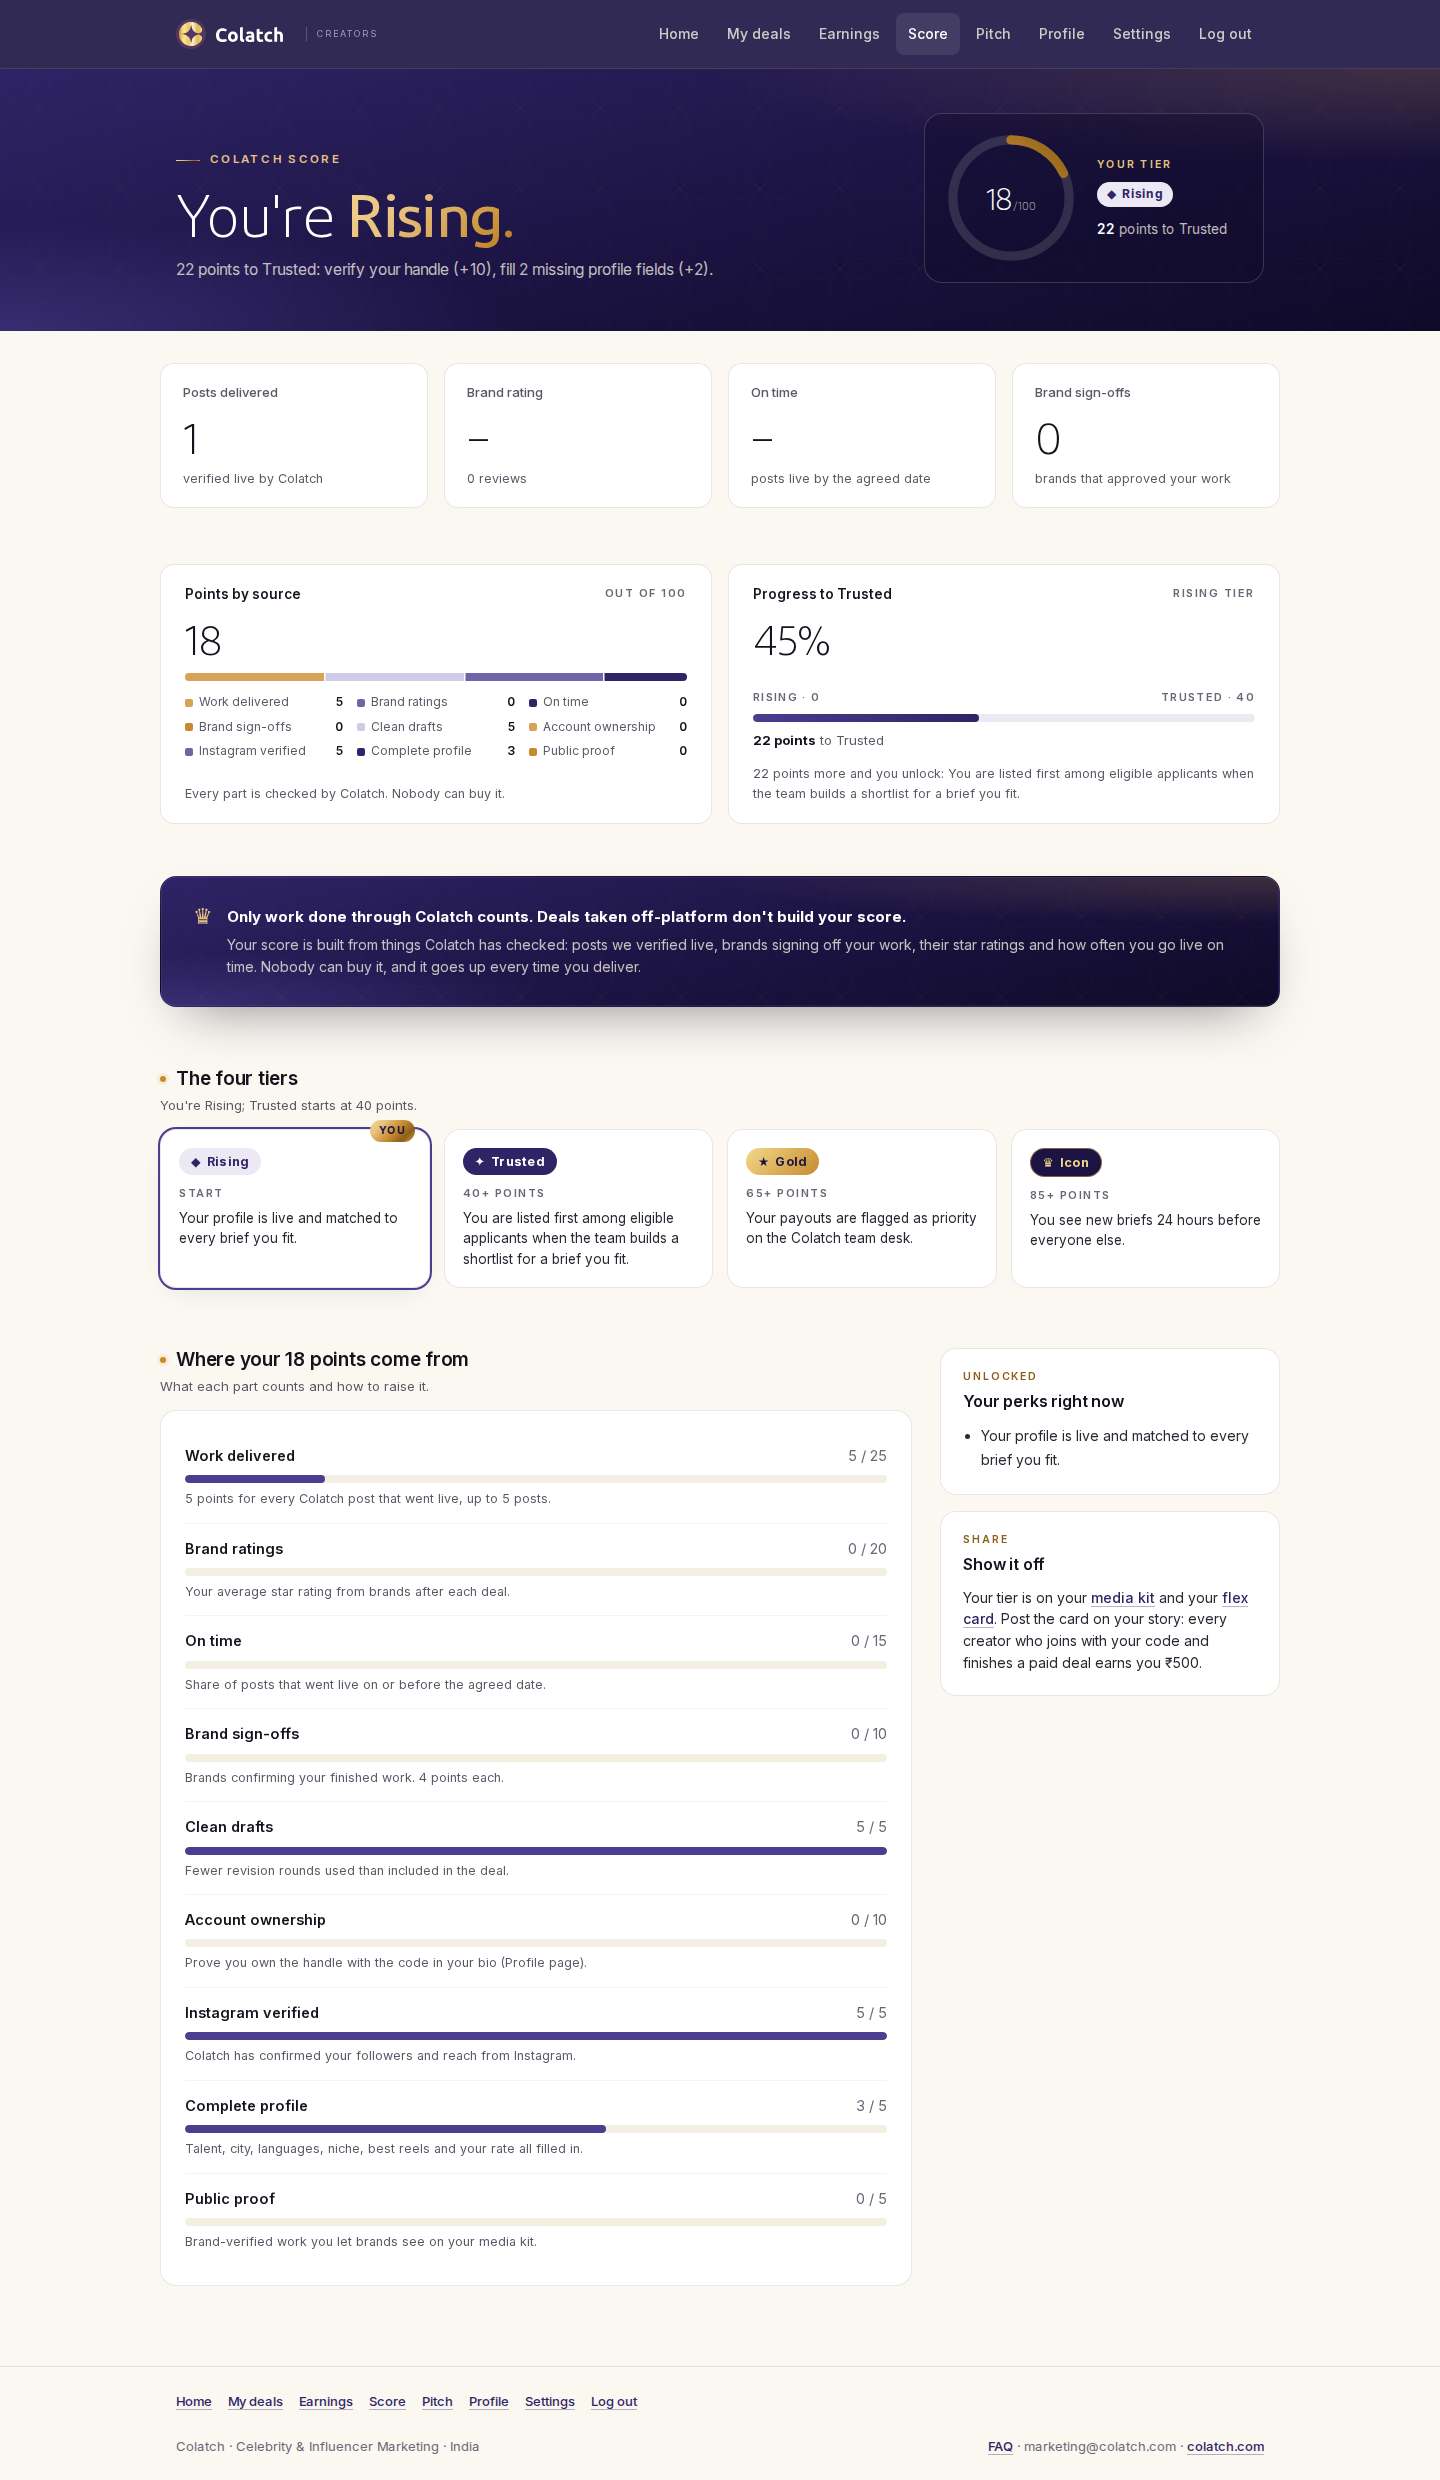 Colatch
CREATORS
Home
My deals
Earnings
Score
Pitch
Profile
Settings
Log out
COLATCH SCORE
You're Rising.
22 points to Trusted: verify your handle (+10), fill 2 missing profile fields (+2).
18/100
YOUR TIER
◆ Rising
22 points to Trusted
Posts delivered
1
verified live by Colatch
Brand rating
–
0 reviews
On time
–
posts live by the agreed date
Brand sign-offs
0
brands that approved your work
Points by source
OUT OF 100
18
Work delivered 5
Brand ratings 0
On time 0
Brand sign-offs 0
Clean drafts 5
Account ownership 0
Instagram verified 5
Complete profile 3
Public proof 0
Every part is checked by Colatch. Nobody can buy it.
Progress to Trusted
RISING TIER
45%
RISING · 0
TRUSTED · 40
22 points to Trusted
22 points more and you unlock: You are listed first among eligible applicants when
the team builds a shortlist for a brief you fit.
♛
Only work done through Colatch counts. Deals taken off-platform don't build your score.
Your score is built from things Colatch has checked: posts we verified live, brands signing off your work, their star ratings and how often you go live on
time. Nobody can buy it, and it goes up every time you deliver.
The four tiers
You're Rising; Trusted starts at 40 points.
YOU
◆ Rising
START
Your profile is live and matched to
every brief you fit.
✦ Trusted
40+ POINTS
You are listed first among eligible
applicants when the team builds a
shortlist for a brief you fit.
★ Gold
65+ POINTS
Your payouts are flagged as priority
on the Colatch team desk.
♛ Icon
85+ POINTS
You see new briefs 24 hours before
everyone else.
Where your 18 points come from
What each part counts and how to raise it.
Work delivered
5 / 25
5 points for every Colatch post that went live, up to 5 posts.
Brand ratings
0 / 20
Your average star rating from brands after each deal.
On time
0 / 15
Share of posts that went live on or before the agreed date.
Brand sign-offs
0 / 10
Brands confirming your finished work. 4 points each.
Clean drafts
5 / 5
Fewer revision rounds used than included in the deal.
Account ownership
0 / 10
Prove you own the handle with the code in your bio (Profile page).
Instagram verified
5 / 5
Colatch has confirmed your followers and reach from Instagram.
Complete profile
3 / 5
Talent, city, languages, niche, best reels and your rate all filled in.
Public proof
0 / 5
Brand-verified work you let brands see on your media kit.
UNLOCKED
Your perks right now
• Your profile is live and matched to every
brief you fit.
SHARE
Show it off
Your tier is on your media kit and your flex
card. Post the card on your story: every
creator who joins with your code and
finishes a paid deal earns you ₹500.
Home
My deals
Earnings
Score
Pitch
Profile
Settings
Log out
Colatch · Celebrity & Influencer Marketing · India
FAQ · marketing@colatch.com · colatch.com